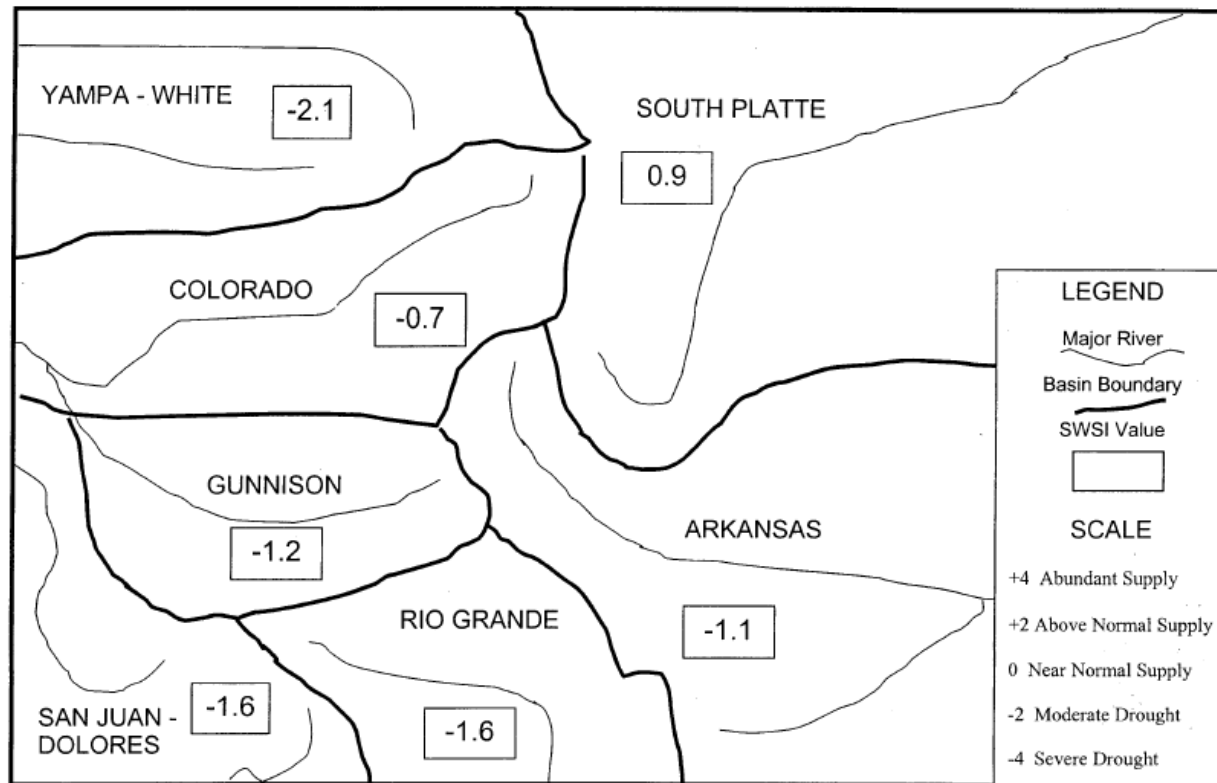 YAMPA - WHITE
-2.1
SOUTH PLATTE
0.9
COLORADO
-0.7
GUNNISON
-1.2
ARKANSAS
-1.1
RIO GRANDE
-1.6
SAN JUAN -
DOLORES
-1.6
LEGEND
Major River
Basin Boundary
SWSI Value
SCALE
+4 Abundant Supply
+2 Above Normal Supply
0 Near Normal Supply
-2 Moderate Drought
-4 Severe Drought